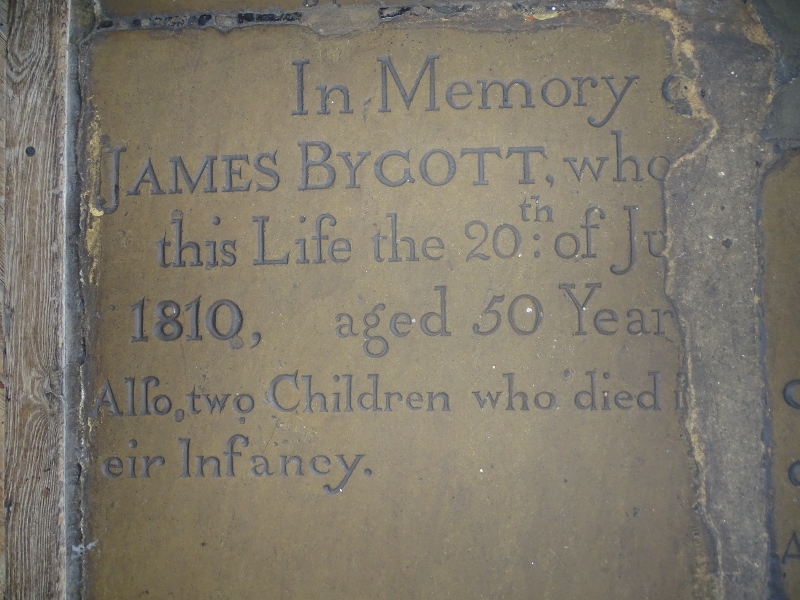 In Memory
JAMES BYGOTT, who
this Life the 20th: of Ju
1810, aged 50 Year
Alſo, two Children who died i
eir Infancy.